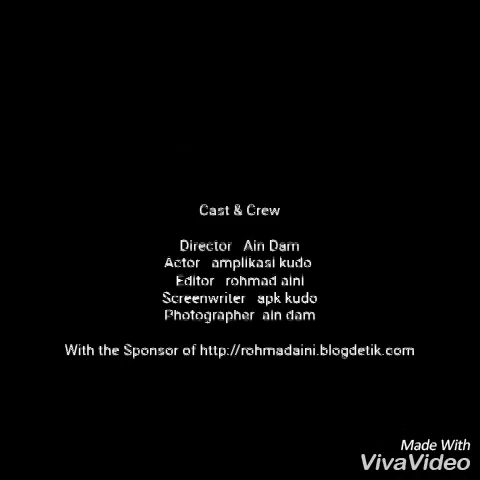 Cast & Crew
Director Ain Dam
Actor amplikasi kudo
Editor rohmad aini
Screenwriter apk kudo
Photographer ain dam
With the Sponsor of http://rohmadaini.blogdetik.com
Made With
VivaVideo